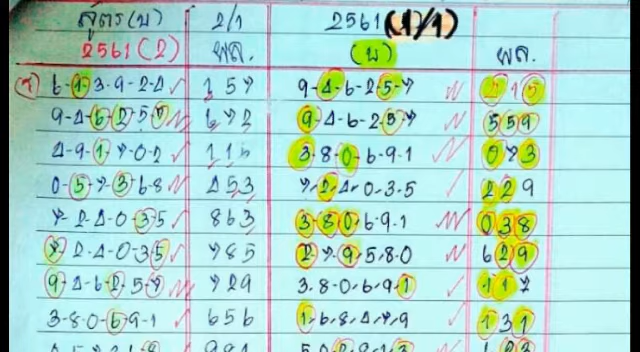 สูตร(บ) 2/1 2561(17/1)
2561(2) ผล. (บ) ผล.
6-1-3-9-2-4 157 9-4-6-2-5-7 415
9-4-6-2-5-7 672 9-4-6-2-5-7 559
4-9-1-7-0-2 115 3-8-0-6-9-1 073
0-5-7-3-6-8 453 7-2-4-0-3-5 229
7-2-4-0-3-5 863 3-8-0-6-9-1 038
7-2-4-0-3-5 785 2-7-9-5-8-0 629
9-4-6-2-5-7 729 3-8-0-6-9-1 117
3-8-0-6-9-1 656 1-6-8-4-7-9 131